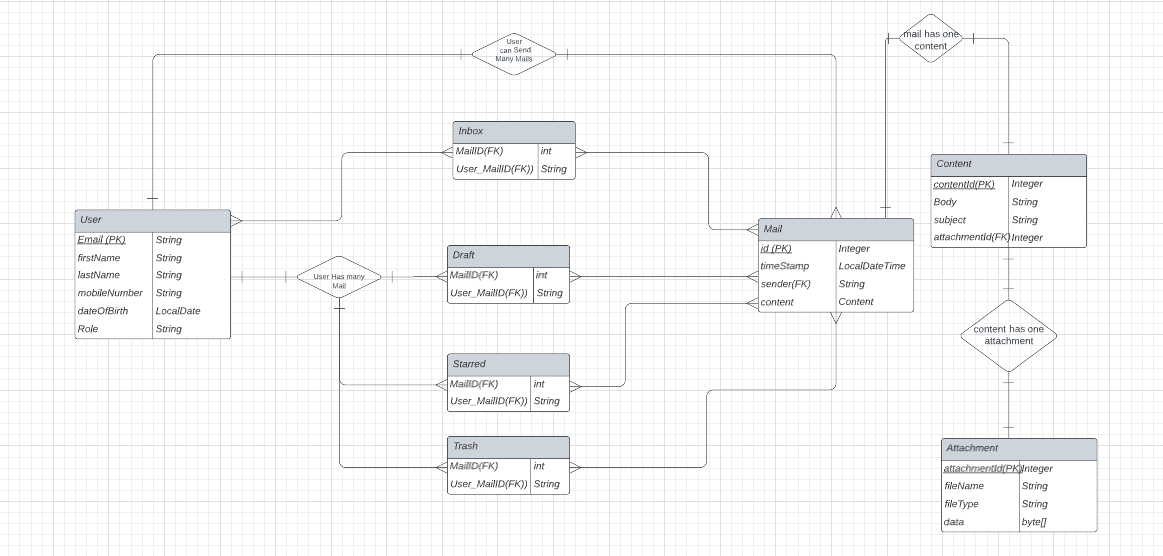 User
can Send
Many Mails
mail has one
content
Inbox
MailID(FK) int
User_MailID(FK)) String
Content
contentId(PK) Integer
Body String
subject String
attachmentId(FK) Integer
User
Email (PK) String
firstName String
lastName String
mobileNumber String
dateOfBirth LocalDate
Role String
User Has many
Mail
Draft
MailID(FK) int
User_MailID(FK)) String
Mail
id (PK) Integer
timeStamp LocalDateTime
sender(FK) String
content Content
content has one
attachment
Starred
MailID(FK) int
User_MailID(FK)) String
Trash
MailID(FK) int
User_MailID(FK)) String
Attachment
attachmentId(PK) Integer
fileName String
fileType String
data byte[]